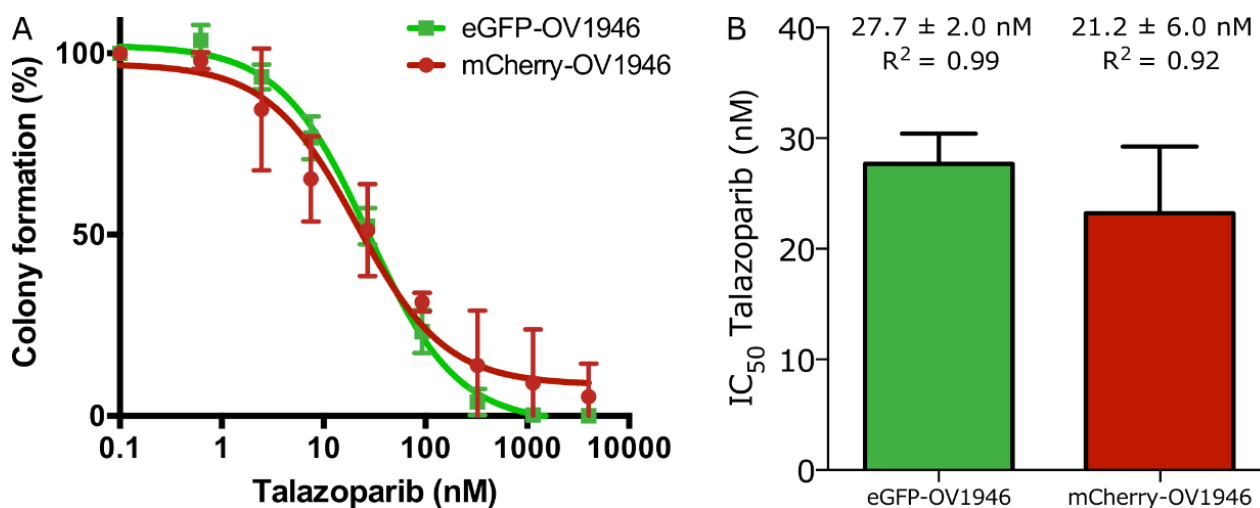 A
eGFP-OV1946
mCherry-OV1946
Colony formation (%)
100
50
0
0.1 1 10 100 1000 10000
Talazoparib (nM)
B
27.7 ± 2.0 nM 21.2 ± 6.0 nM
R² = 0.99 R² = 0.92
IC₅₀ Talazoparib (nM)
40
30
20
10
0
eGFP-OV1946 mCherry-OV1946